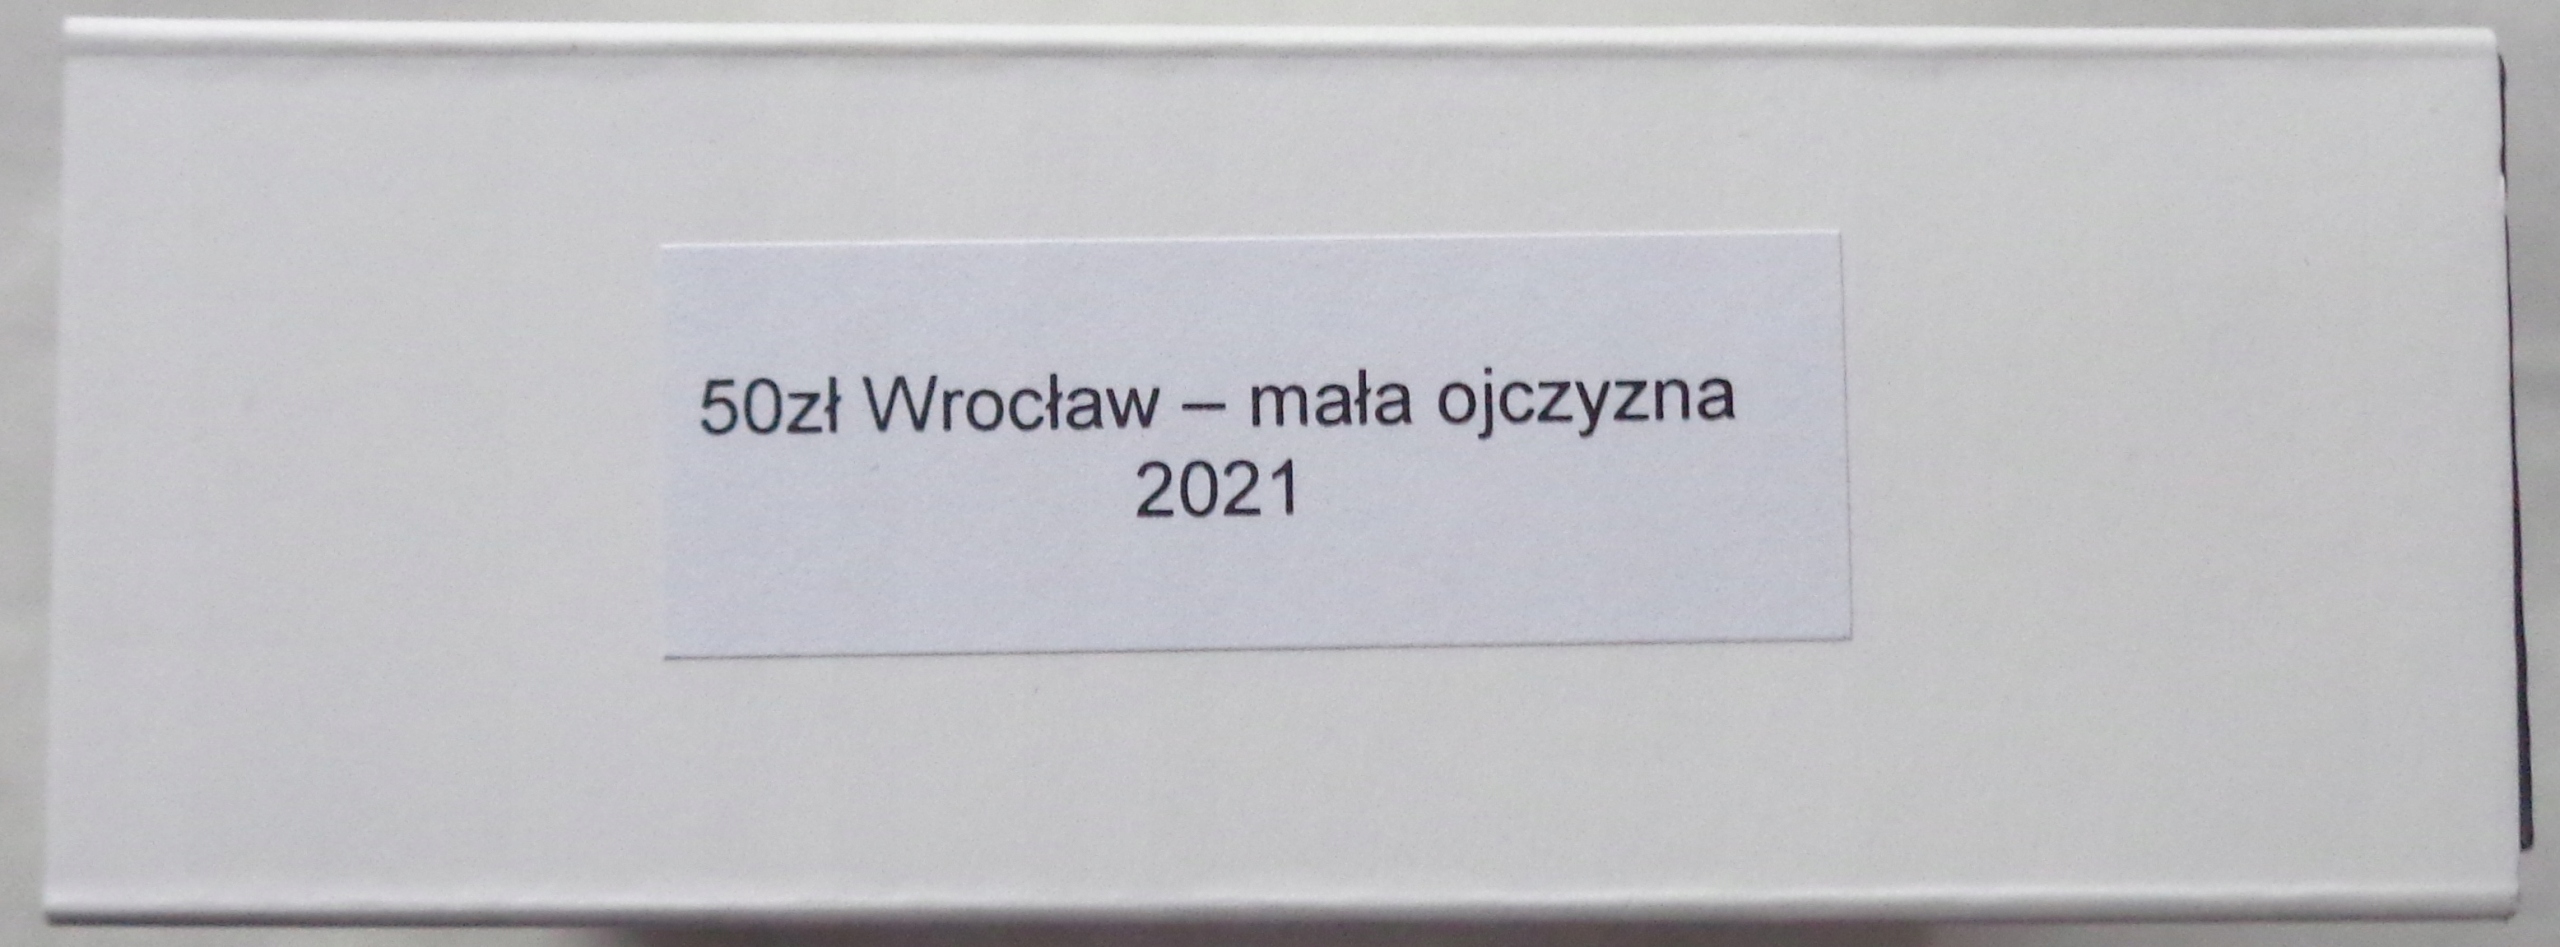 50zł Wrocław – mała ojczyzna
2021